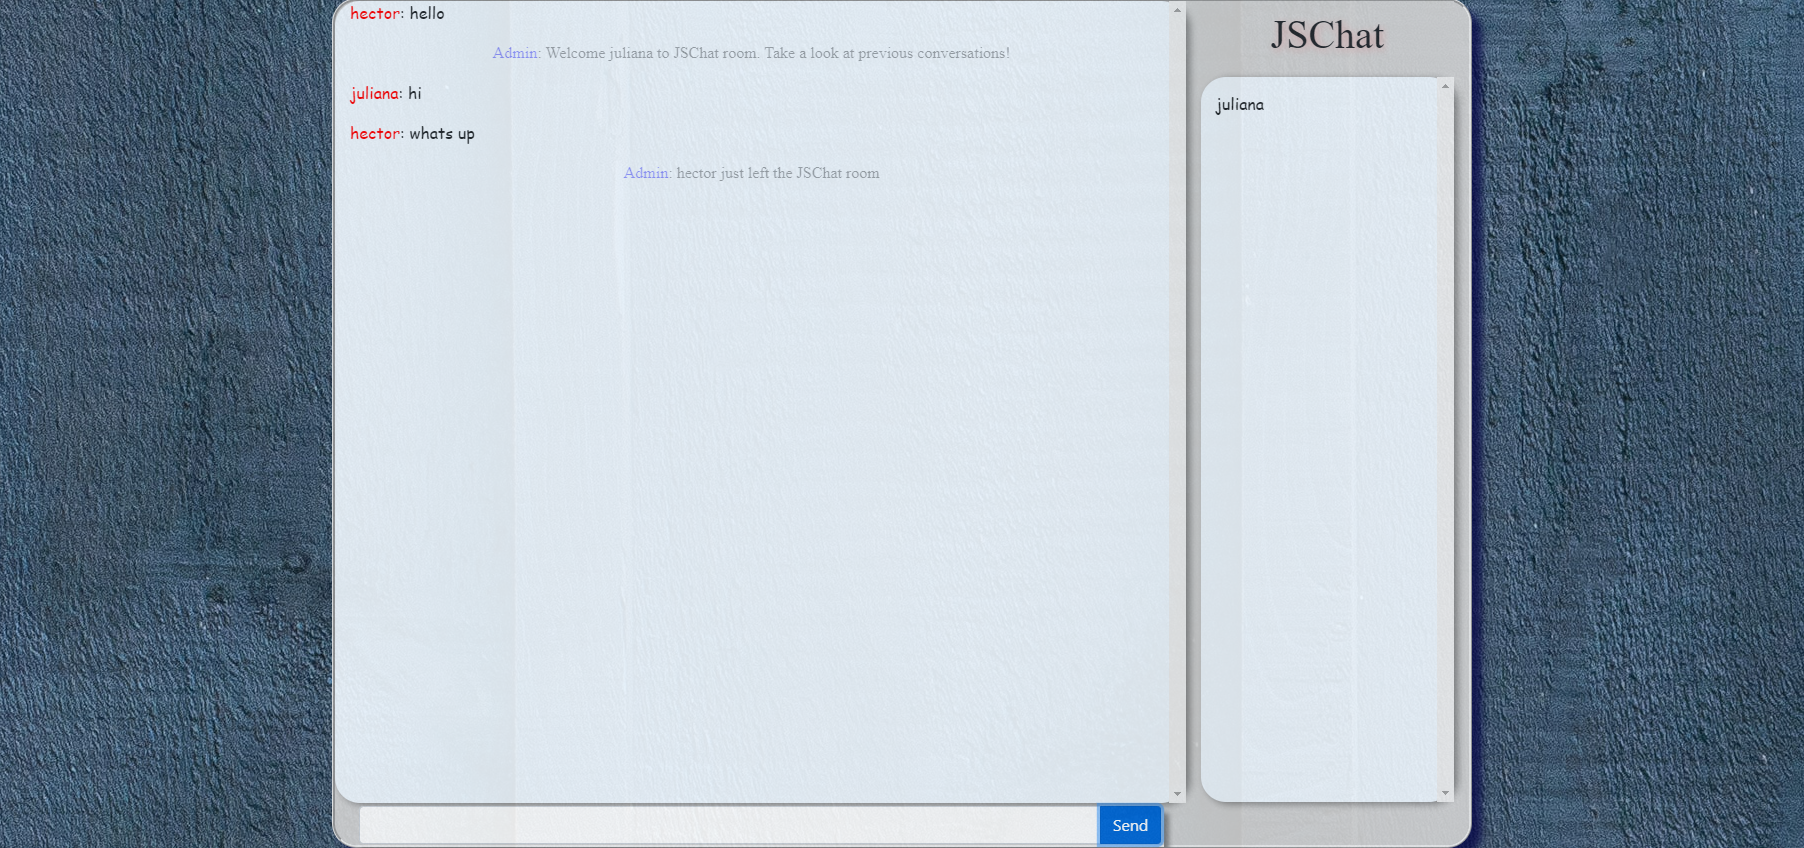 hector: hello
Admin: Welcome juliana to JSChat room. Take a look at previous conversations!
juliana: hi
hector: whats up
Admin: hector just left the JSChat room
JSChat
juliana
Send